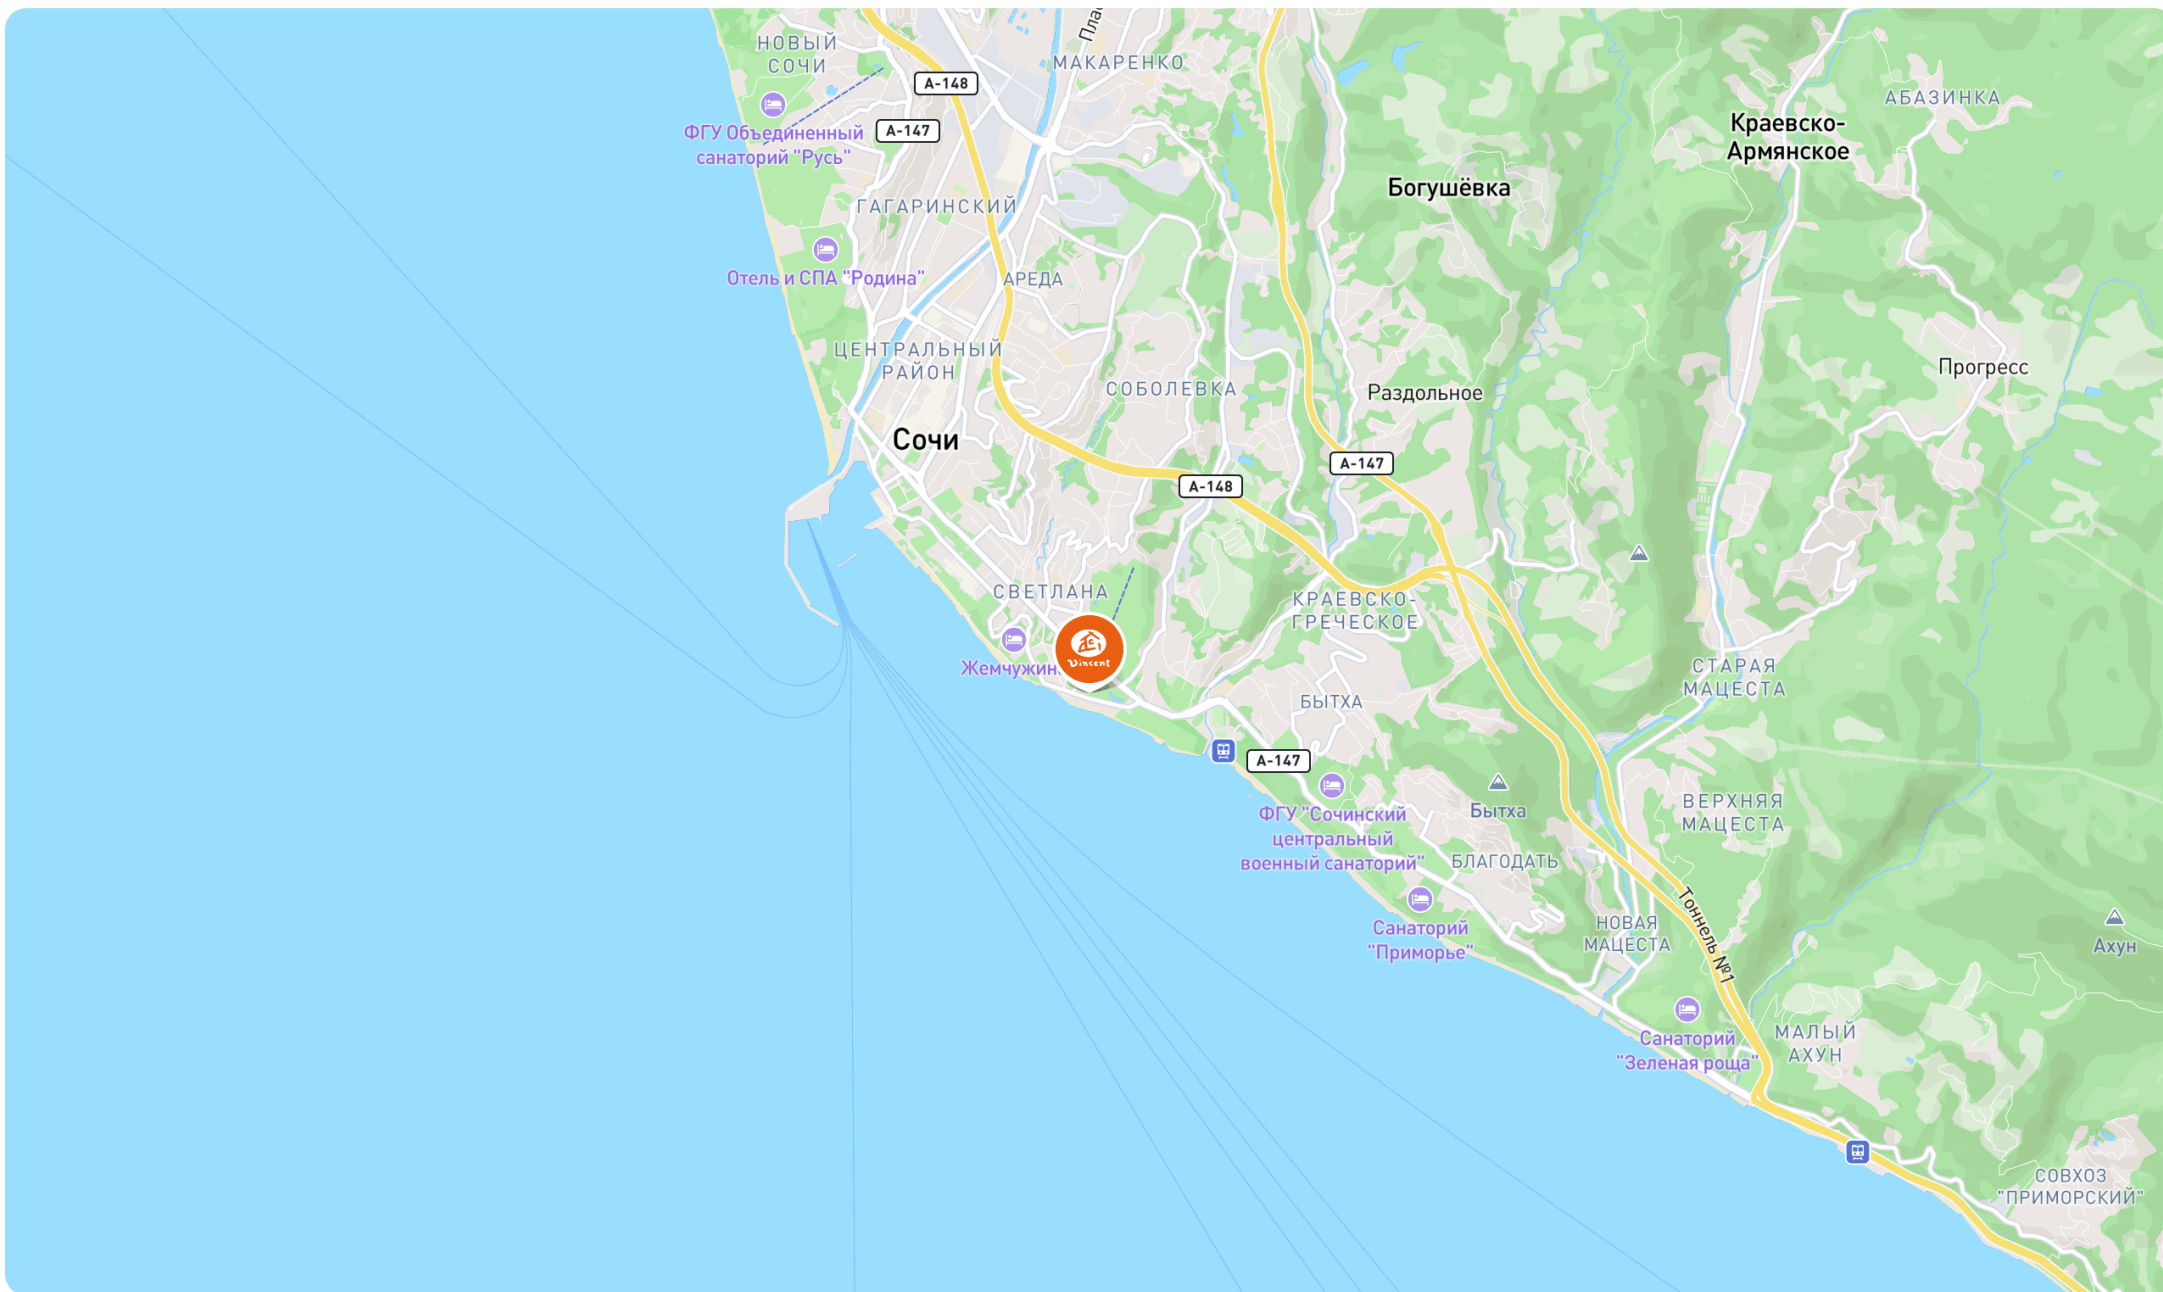 Плас
НОВЫЙ
СОЧИ
МАКАРЕНКО
А-148
А-147
ФГУ Объединенный
санаторий "Русь"
АБАЗИНКА
Краевско-
Армянское
Богушёвка
ГАГАРИНСКИЙ
Отель и СПА "Родина"
АРЕДА
ЦЕНТРАЛЬНЫЙ
РАЙОН
СОБОЛЕВКА
Раздольное
Прогресс
Сочи
А-147
А-148
СВЕТЛАНА
КРАЕВСКО-
ГРЕЧЕСКОЕ
Vincent
Жемчужин
СТАРАЯ
МАЦЕСТА
БЫТХА
А-147
ФГУ "Сочинский
центральный
военный санаторий"
Бытха
ВЕРХНЯЯ
МАЦЕСТА
БЛАГОДАТЬ
Санаторий
"Приморье"
НОВАЯ
МАЦЕСТА
Тоннель №1
Ахун
Санаторий
"Зеленая роща"
МАЛЫЙ
АХУН
СОВХОЗ
"ПРИМОРСКИЙ"